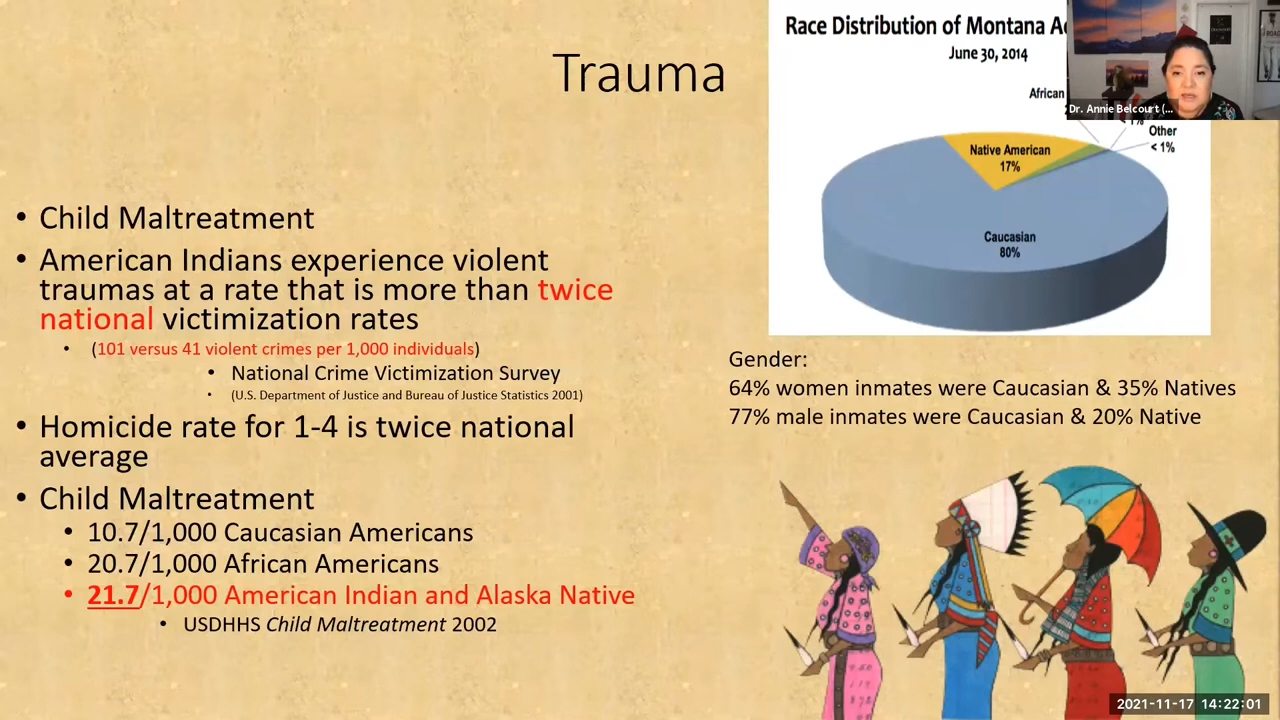 Trauma
• Child Maltreatment
• American Indians experience violent
traumas at a rate that is more than twice
national victimization rates
• (101 versus 41 violent crimes per 1,000 individuals)
• National Crime Victimization Survey
• (U.S. Department of Justice and Bureau of Justice Statistics 2001)
• Homicide rate for 1-4 is twice national
average
• Child Maltreatment
• 10.7/1,000 Caucasian Americans
• 20.7/1,000 African Americans
• 21.7/1,000 American Indian and Alaska Native
• USDHHS Child Maltreatment 2002
Race Distribution of Montana
June 30, 2014
African
< 1%
Other
< 1%
Native American
17%
Caucasian
80%
Dr. Annie Belcourt (...
Gender:
64% women inmates were Caucasian & 35% Natives
77% male inmates were Caucasian & 20% Native
2021-11-17 14:22:01